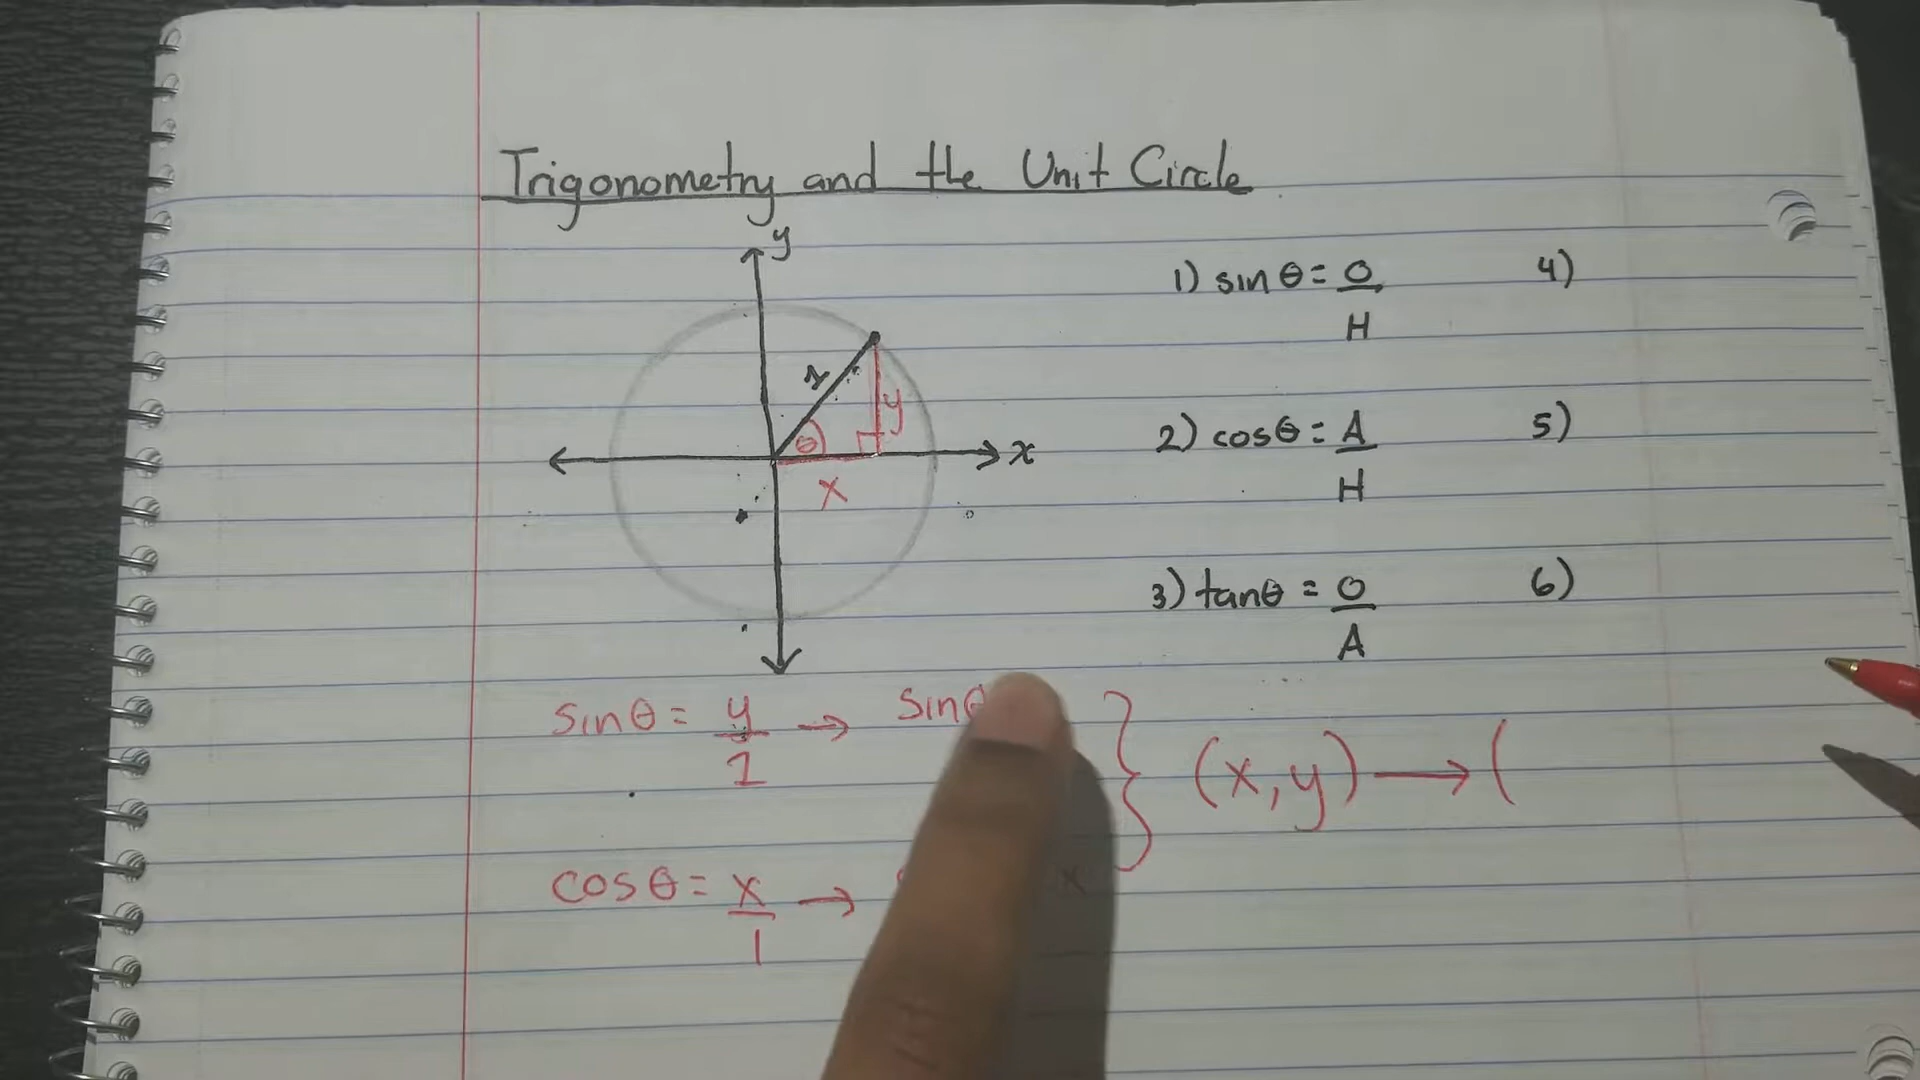 Trigonometry and the Unit Circle
y
1
y
θ
x
x
1) sin θ = O/H
4)
2) cos θ = A/H
5)
3) tan θ = O/A
6)
sin θ = y/1 → sin θ
cos θ = x/1 → x
} (x, y) → (